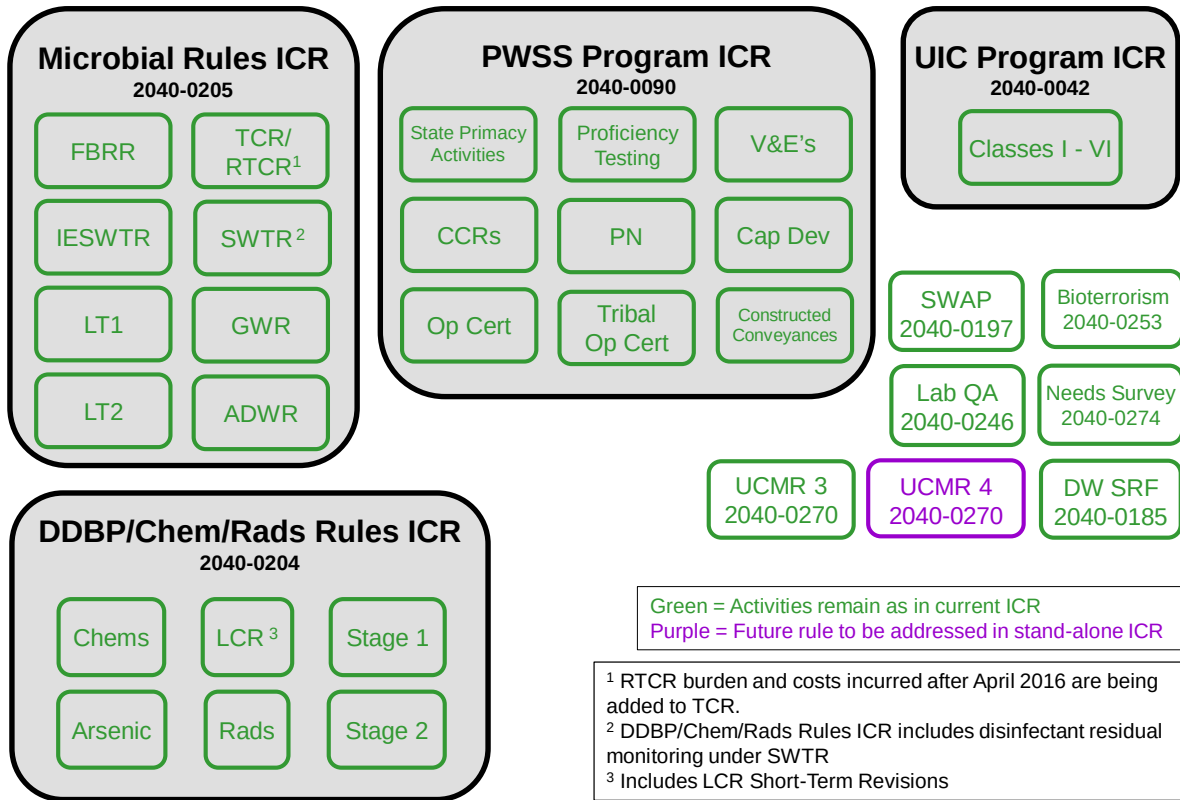 Microbial Rules ICR
2040-0205
FBRR
TCR/
RTCR¹
IESWTR
SWTR ²
LT1
GWR
LT2
ADWR
PWSS Program ICR
2040-0090
State Primacy
Activities
Proficiency
Testing
V&E's
CCRs
PN
Cap Dev
Op Cert
Tribal
Op Cert
Constructed
Conveyances
UIC Program ICR
2040-0042
Classes I - VI
SWAP
2040-0197
Bioterrorism
2040-0253
Lab QA
2040-0246
Needs Survey
2040-0274
UCMR 3
2040-0270
UCMR 4
2040-0270
DW SRF
2040-0185
DDBP/Chem/Rads Rules ICR
2040-0204
Chems
LCR ³
Stage 1
Arsenic
Rads
Stage 2
Green = Activities remain as in current ICR
Purple = Future rule to be addressed in stand-alone ICR
¹ RTCR burden and costs incurred after April 2016 are being
added to TCR.
² DDBP/Chem/Rads Rules ICR includes disinfectant residual
monitoring under SWTR
³ Includes LCR Short-Term Revisions